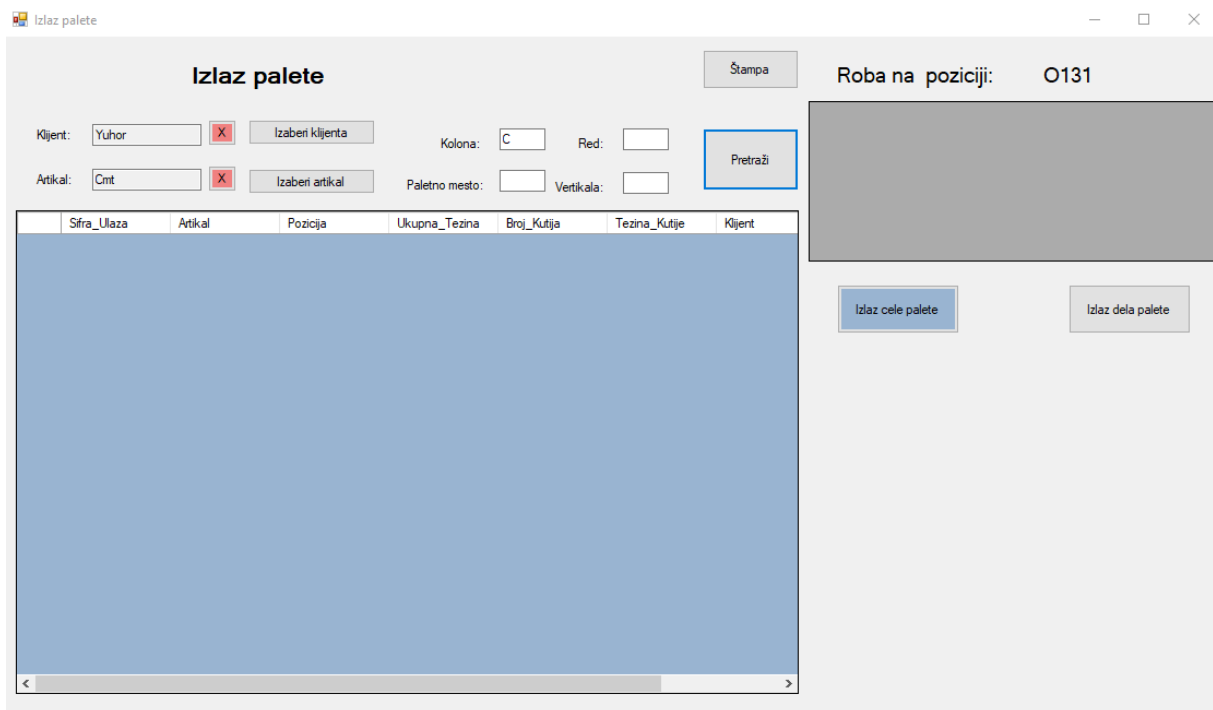 Izlaz palete
Izlaz palete
Štampa
Roba na poziciji: O131
Klijent: Yuhor X Izaberi klijenta
Kolona: C Red:
Pretraži
Artikal: Cmt X Izaberi artikal
Paletno mesto: Vertikala:
Sifra_Ulaza Artikal Pozicija Ukupna_Tezina Broj_Kutija Tezina_Kutije Klijent
Izlaz cele palete
Izlaz dela palete